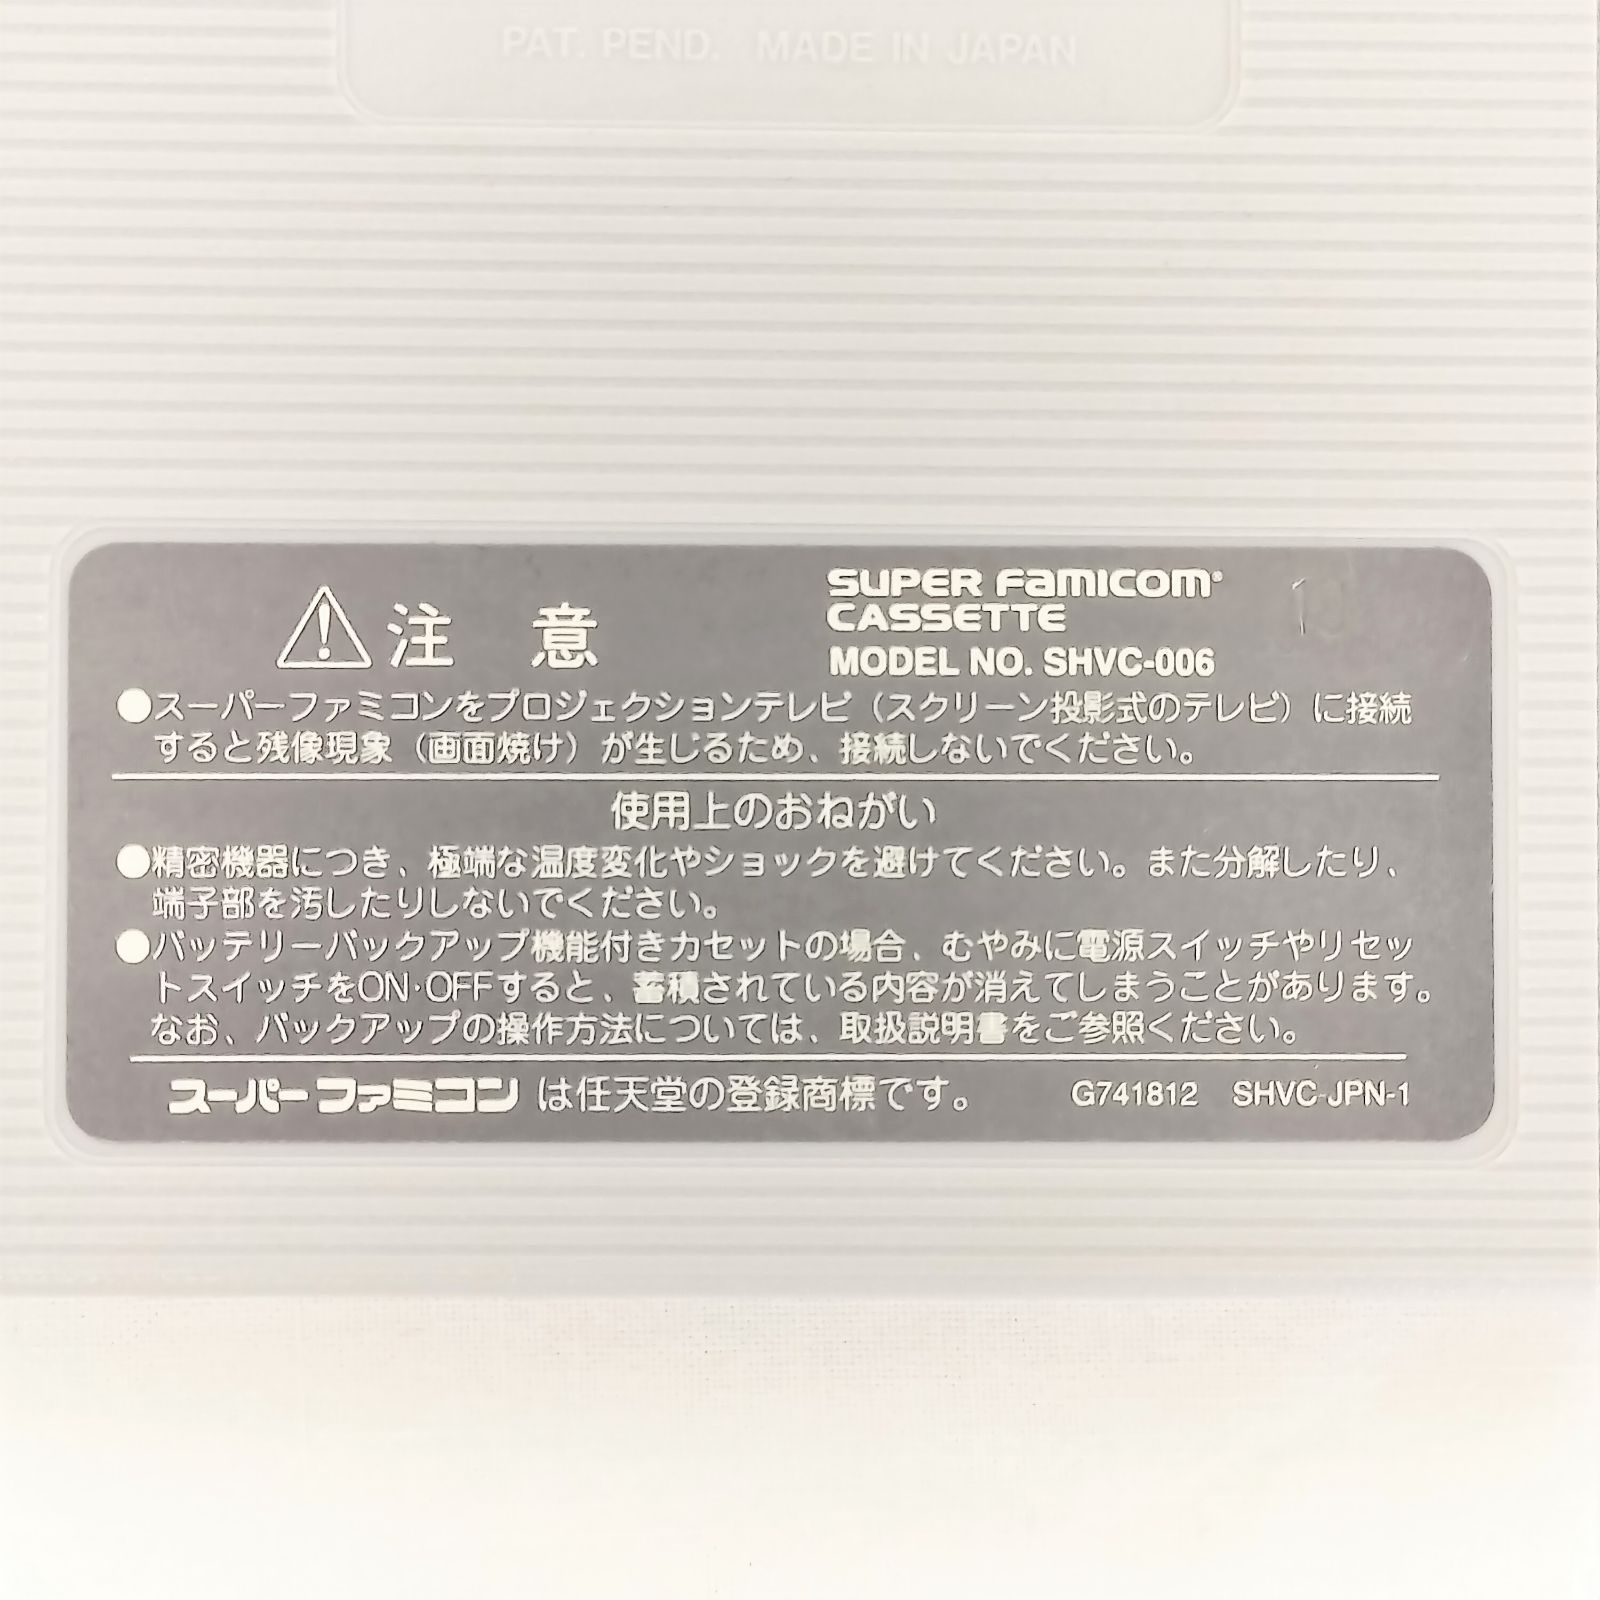 PAT. PEND. MADE IN JAPAN
注 意
SUPER FAMICOM
CASSETTE
MODEL NO. SHVC-006
●スーパーファミコンをプロジェクションテレビ（スクリーン投影式のテレビ）に接続
すると残像現象（画面焼け）が生じるため、接続しないでください。
使用上のおねがい
●精密機器につき、極端な温度変化やショックを避けてください。また分解したり、
端子部を汚したりしないでください。
●バッテリーバックアップ機能付きカセットの場合、むやみに電源スイッチやリセッ
トスイッチをON・OFFすると、蓄積されている内容が消えてしまうことがあります。
なお、バックアップの操作方法については、取扱説明書をご参照ください。
スーパーファミコン は任天堂の登録商標です。 G741812 SHVC-JPN-1